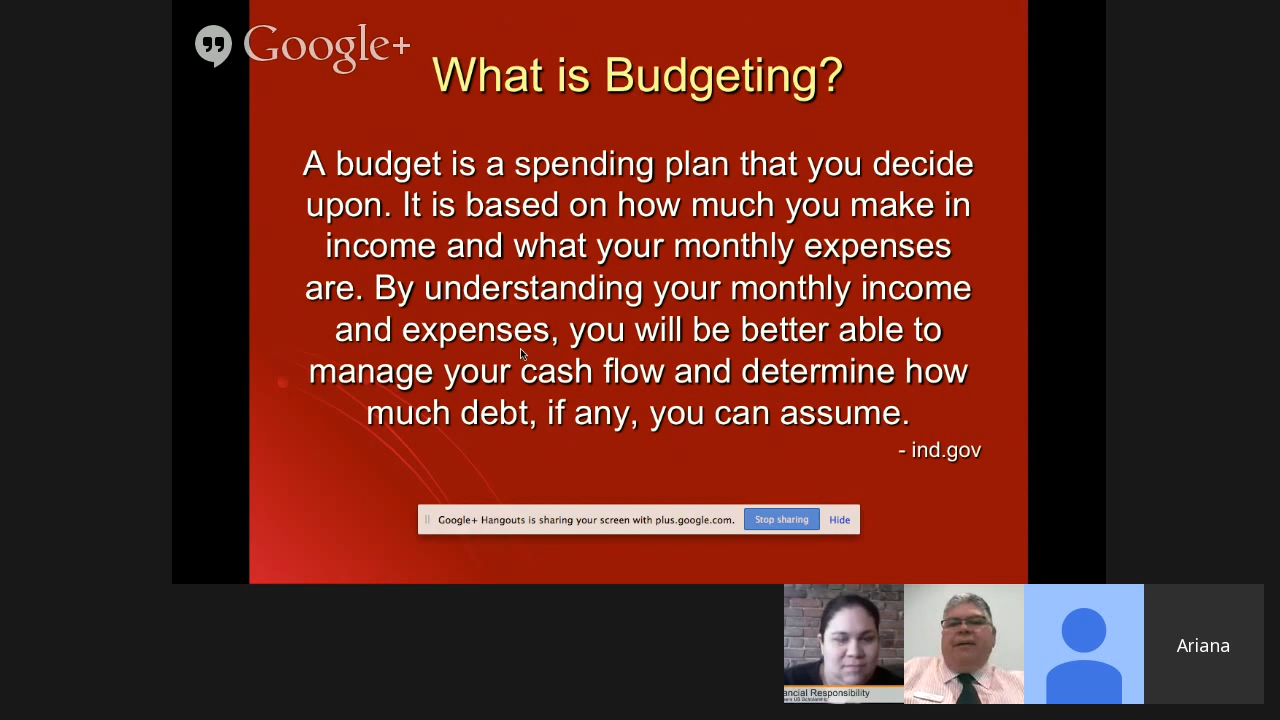 Google+
What is Budgeting?
A budget is a spending plan that you decide
upon. It is based on how much you make in
income and what your monthly expenses
are. By understanding your monthly income
and expenses, you will be better able to
manage your cash flow and determine how
much debt, if any, you can assume.
- ind.gov
Google+ Hangouts is sharing your screen with plus.google.com. Stop sharing Hide
ancial Responsibility
Ariana